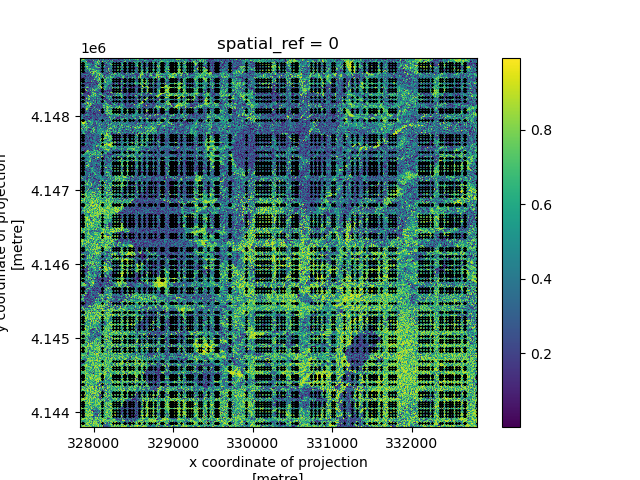 spatial_ref = 0
1e6
4.148
4.147
4.146
4.145
4.144
y coordinate of projection
[metre]
328000 329000 330000 331000 332000
x coordinate of projection
[metre]
0.8
0.6
0.4
0.2